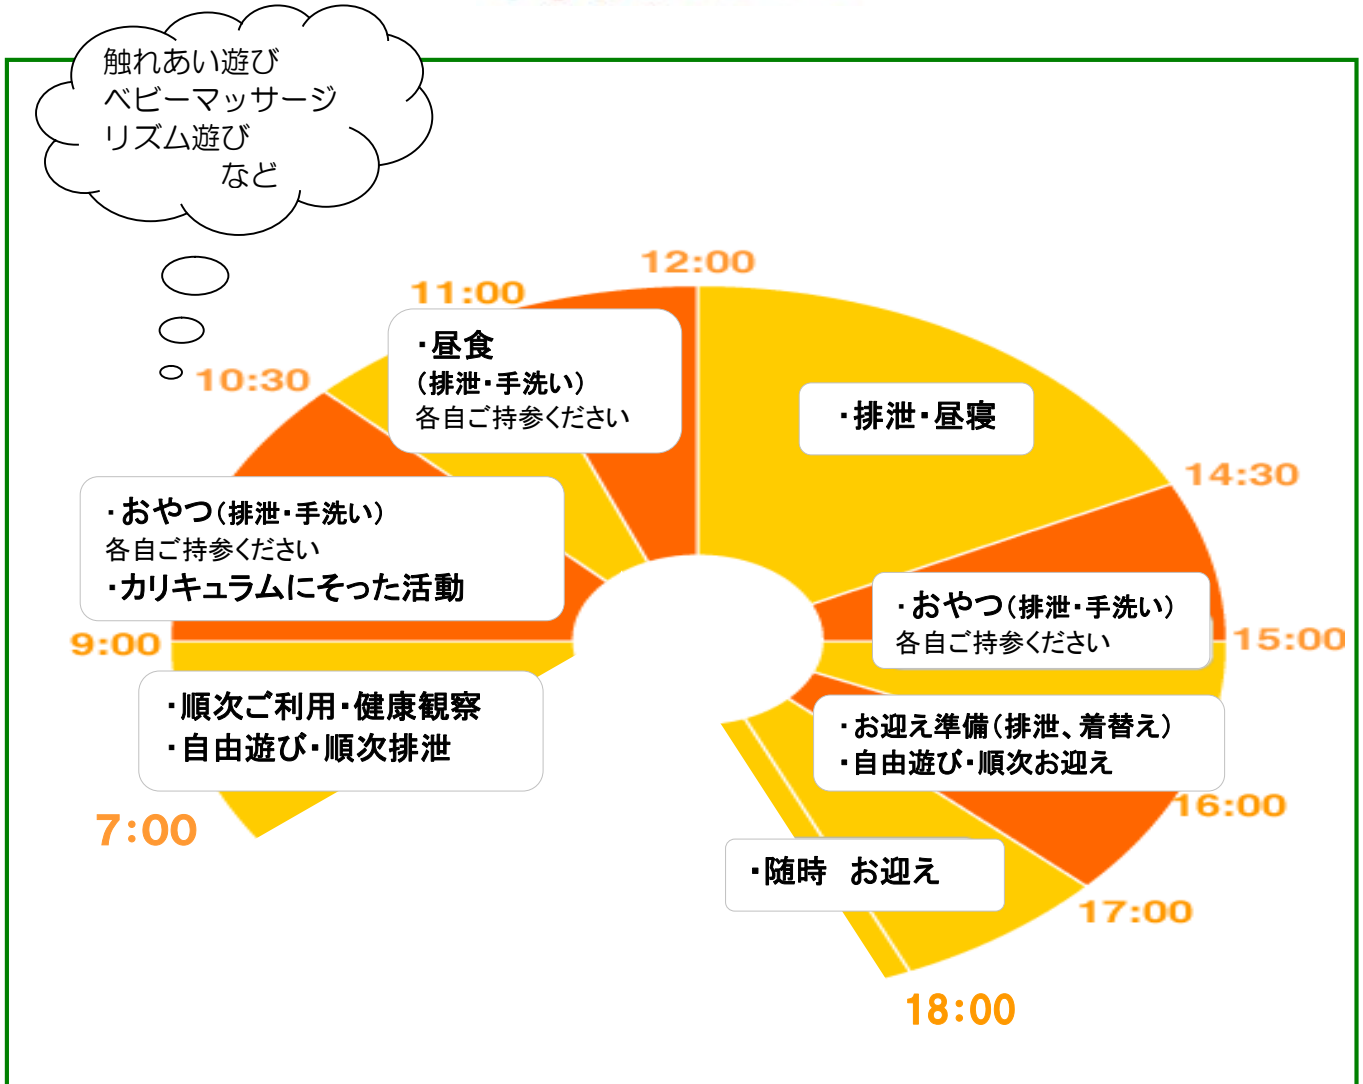 触れあい遊び
ベビーマッサージ
リズム遊び
など
12:00
11:00
・昼食
（排泄・手洗い）
各自ご持参ください
10:30
・排泄・昼寝
14:30
・おやつ（排泄・手洗い）
各自ご持参ください
・カリキュラムにそった活動
9:00
・おやつ（排泄・手洗い）
各自ご持参ください
15:00
・順次ご利用・健康観察
・自由遊び・順次排泄
7:00
・お迎え準備（排泄、着替え）
・自由遊び・順次お迎え
16:00
・随時　お迎え
17:00
18:00